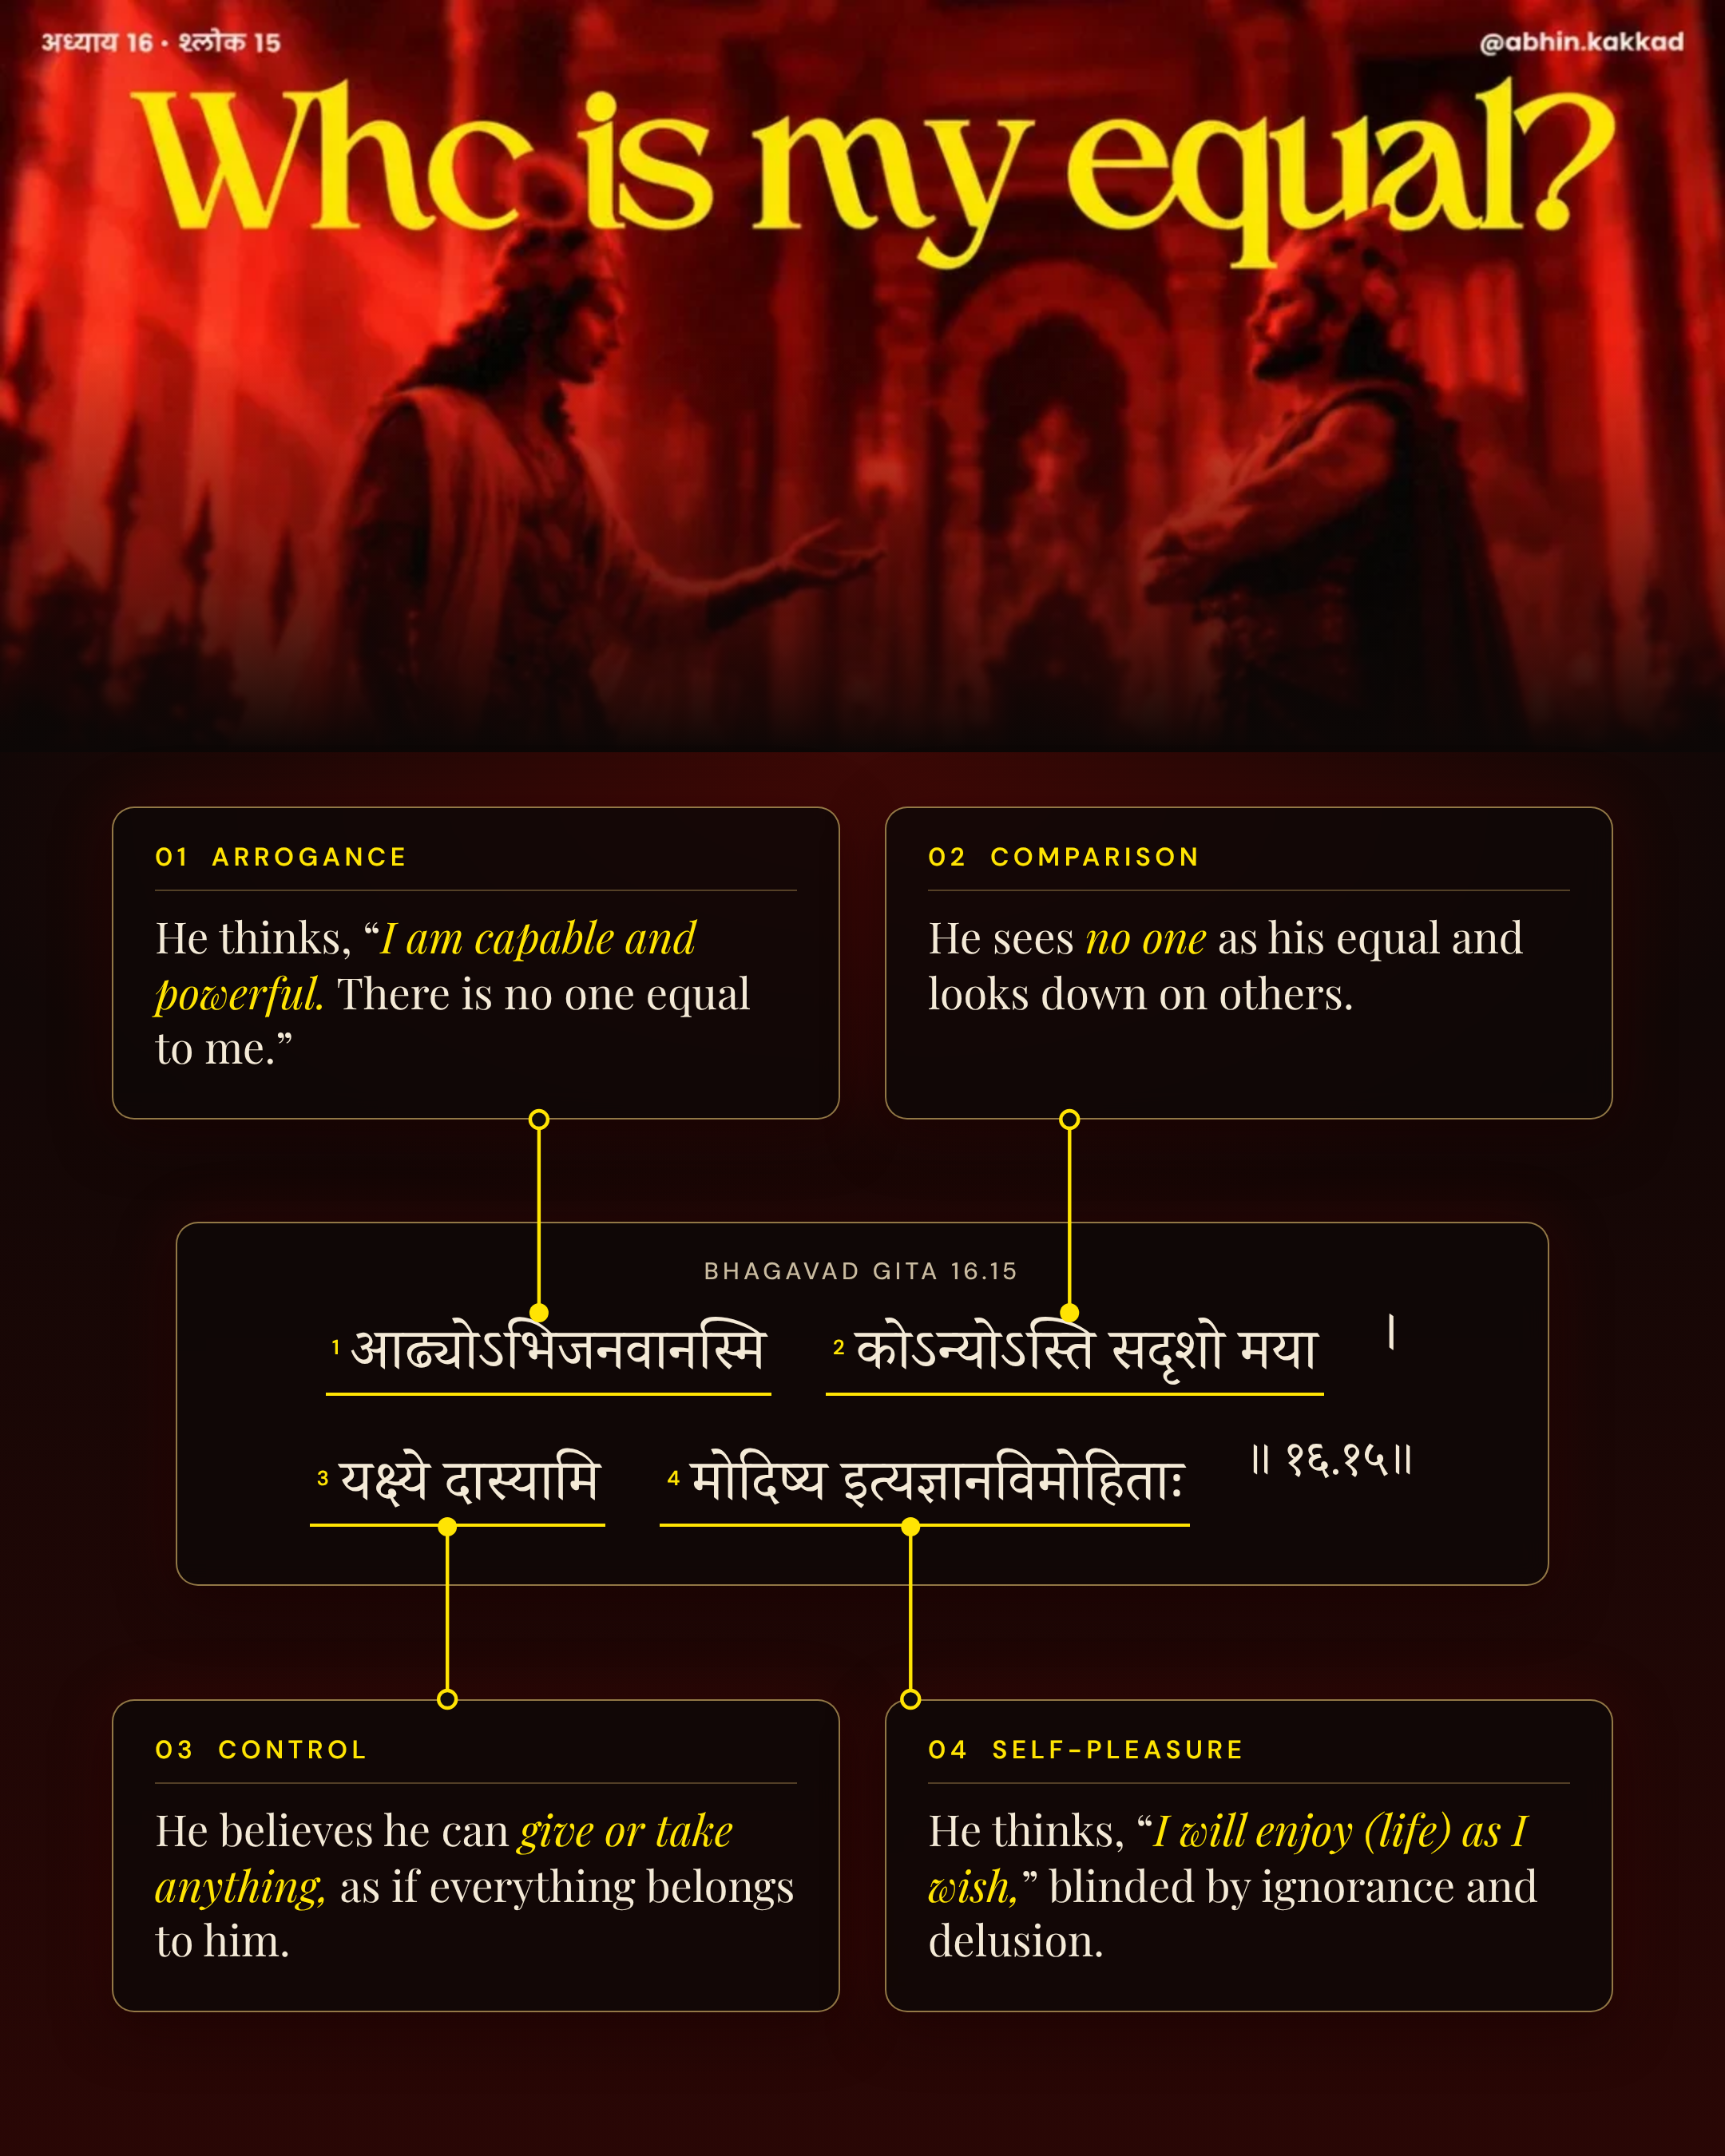 अध्याय 16 • श्लोक 15
@abhin.kakkad
Who is my equal?
01 ARROGANCE
He thinks, “I am capable and
powerful. There is no one equal
to me.”
02 COMPARISON
He sees no one as his equal and
looks down on others.
BHAGAVAD GITA 16.15
1 आढ्योऽभिजनवानस्मि 2 कोऽन्योऽस्ति सदृशो मया ।
3 यक्ष्ये दास्यामि 4 मोदिष्य इत्यज्ञानविमोहिताः ॥ १६.१५॥
03 CONTROL
He believes he can give or take
anything, as if everything belongs
to him.
04 SELF-PLEASURE
He thinks, “I will enjoy (life) as I
wish,” blinded by ignorance and
delusion.